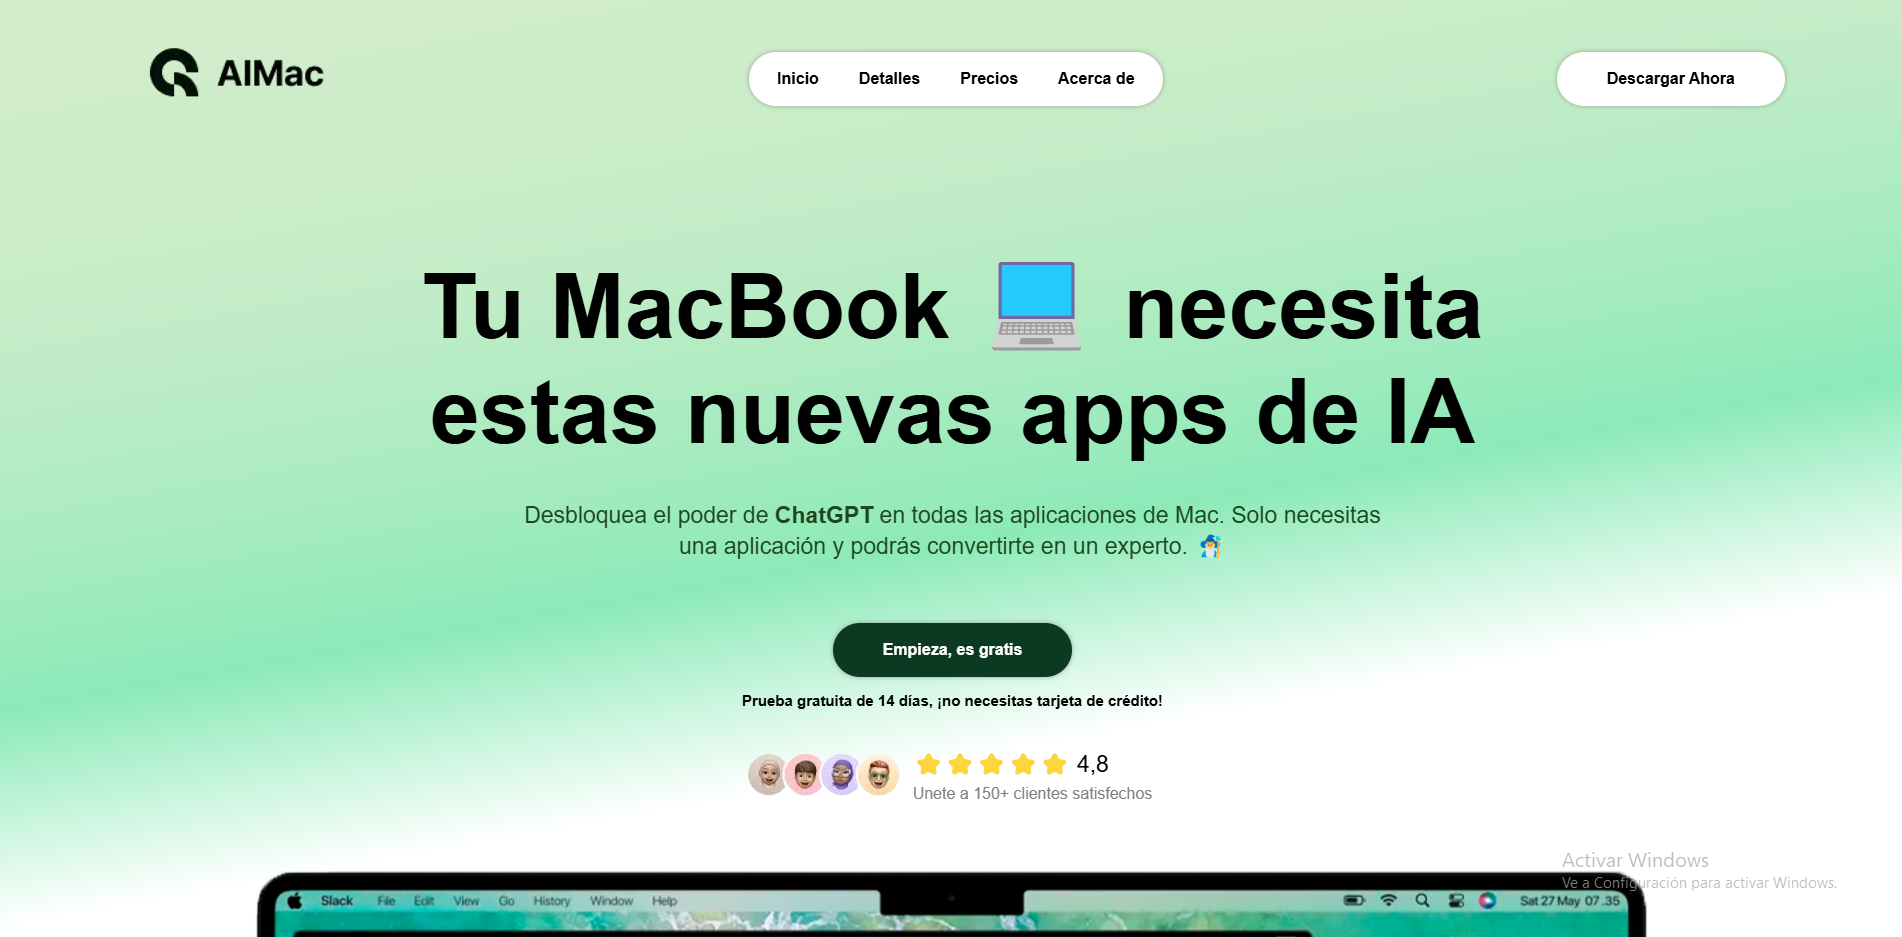 AIMac
Inicio Detalles Precios Acerca de
Descargar Ahora
Tu MacBook 💻 necesita
estas nuevas apps de IA
Desbloquea el poder de ChatGPT en todas las aplicaciones de Mac. Solo necesitas
una aplicación y podrás convertirte en un experto.
Empieza, es gratis
Prueba gratuita de 14 días, ¡no necesitas tarjeta de crédito!
4,8
Unete a 150+ clientes satisfechos
Activar Windows
Ve a Configuración para activar Windows.
Slack File Edit View Go History Window Help
Sat 27 May 07.35